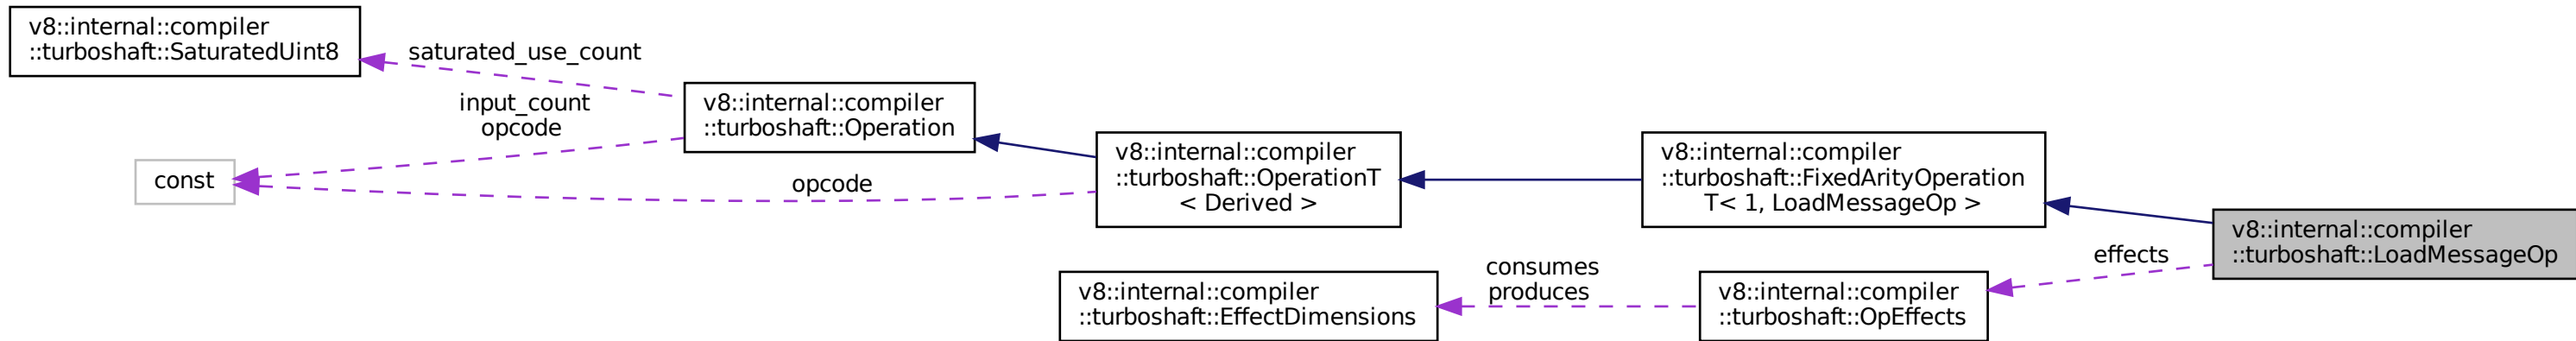 v8::internal::compiler
::turboshaft::SaturatedUint8
saturated_use_count
input_count
opcode
const
v8::internal::compiler
::turboshaft::Operation
opcode
v8::internal::compiler
::turboshaft::OperationT
< Derived >
v8::internal::compiler
::turboshaft::FixedArityOperation
T< 1, LoadMessageOp >
v8::internal::compiler
::turboshaft::LoadMessageOp
effects
v8::internal::compiler
::turboshaft::EffectDimensions
consumes
produces
v8::internal::compiler
::turboshaft::OpEffects